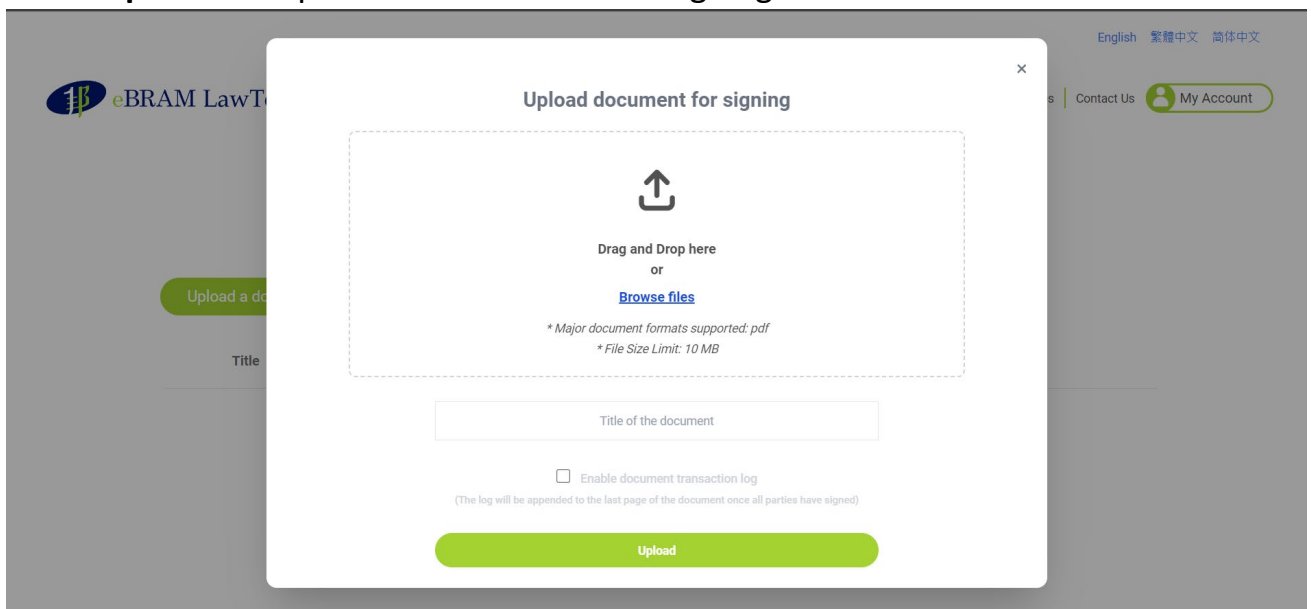 English 繁體中文 简体中文
×
eBRAM LawT
Upload document for signing
Contact Us
My Account
Drag and Drop here
or
Browse files
* Major document formats supported: pdf
* File Size Limit: 10 MB
Upload a do
Title
Title of the document
Enable document transaction log
(The log will be appended to the last page of the document once all parties have signed)
Upload